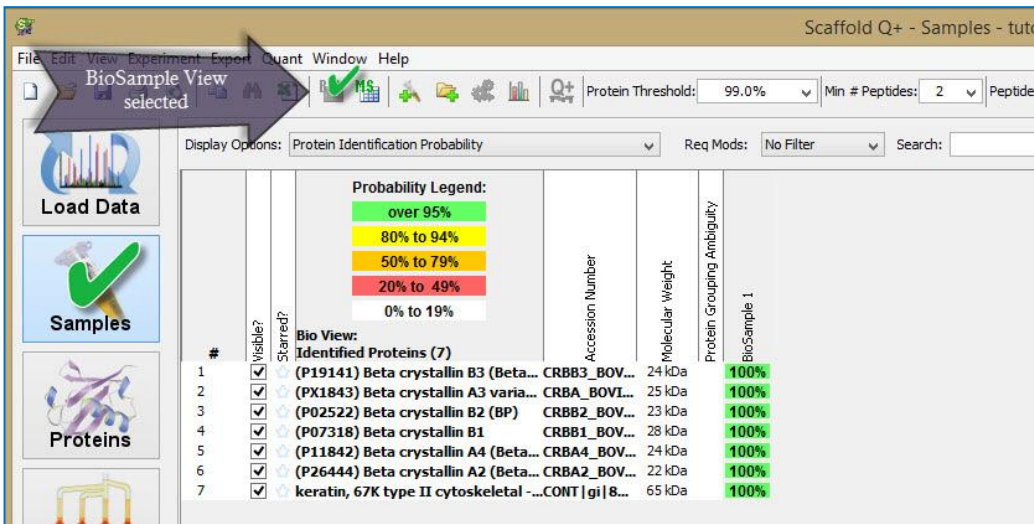 Scaffold Q+ - Samples - tuto
File Edit View Experiment Export Quant Window Help
BioSample View
selected
MS
Q+
Protein Threshold: 99.0% Min # Peptides: 2 Peptide
Display Options: Protein Identification Probability Req Mods: No Filter Search:
Load Data
Samples
Proteins
Probability Legend:
over 95%
80% to 94%
50% to 79%
20% to 49%
0% to 19%
Bio View:
Identified Proteins (7)
#
Visible?
Starred?
Accession Number
Molecular Weight
Protein Grouping Ambiguity
BioSample 1
1 (P19141) Beta crystallin B3 (Beta... CRBB3_BOV... 24 kDa 100%
2 (PX1843) Beta crystallin A3 varia... CRBA_BOVI... 25 kDa 100%
3 (P02522) Beta crystallin B2 (BP) CRBB2_BOV... 23 kDa 100%
4 (P07318) Beta crystallin B1 CRBB1_BOV... 28 kDa 100%
5 (P11842) Beta crystallin A4 (Beta... CRBA4_BOV... 24 kDa 100%
6 (P26444) Beta crystallin A2 (Beta... CRBA2_BOV... 22 kDa 100%
7 keratin, 67K type II cytoskeletal -... CONT|gi|8... 65 kDa 100%